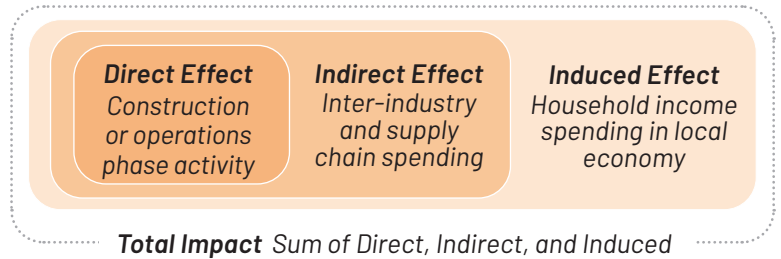 Direct Effect
Construction
or operations
phase activity
Indirect Effect
Inter-industry
and supply
chain spending
Induced Effect
Household income
spending in local
economy
Total Impact Sum of Direct, Indirect, and Induced